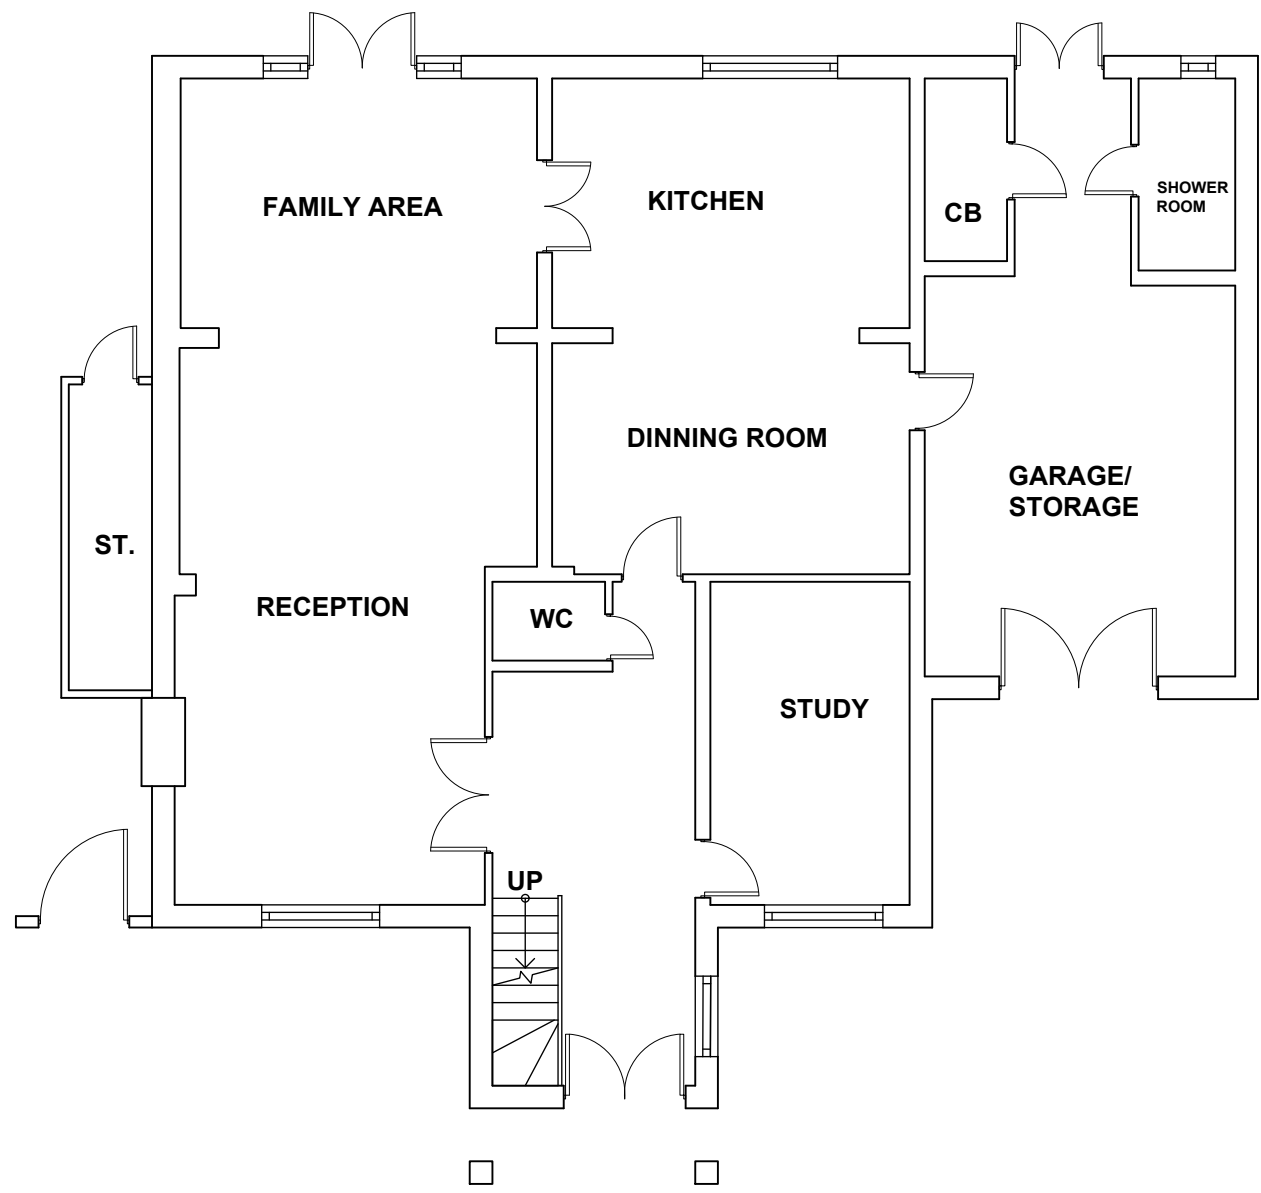 FAMILY AREA
KITCHEN
CB
SHOWER
ROOM
DINNING ROOM
GARAGE/
STORAGE
ST.
RECEPTION
WC
STUDY
UP